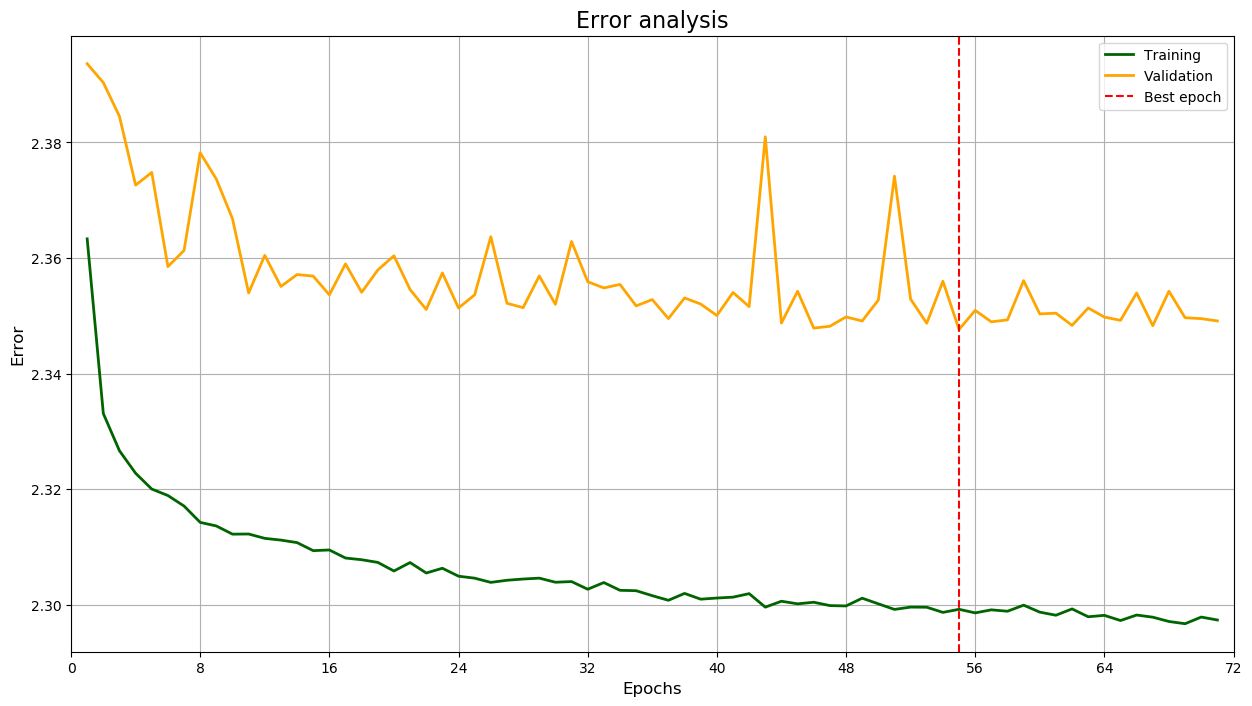 Error analysis
Training
Validation
Best epoch
2.38
2.36
2.34
2.32
2.30
Error
0 8 16 24 32 40 48 56 64 72
Epochs